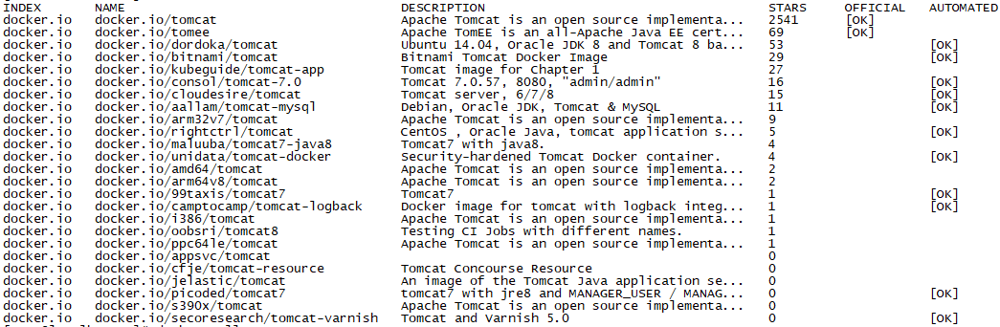 INDEX NAME DESCRIPTION STARS OFFICIAL AUTOMATED
docker.io docker.io/tomcat Apache Tomcat is an open source implementa... 2541 [OK]
docker.io docker.io/tomee Apache TomEE is an all-Apache Java EE cert... 69 [OK]
docker.io docker.io/dordoka/tomcat Ubuntu 14.04, Oracle JDK 8 and Tomcat 8 ba... 53 [OK]
docker.io docker.io/bitnami/tomcat Bitnami Tomcat Docker Image 29 [OK]
docker.io docker.io/kubeguide/tomcat-app Tomcat image for Chapter 1 27
docker.io docker.io/consol/tomcat-7.0 Tomcat 7.0.57, 8080, "admin/admin" 16 [OK]
docker.io docker.io/cloudesire/tomcat Tomcat server, 6/7/8 15 [OK]
docker.io docker.io/aallam/tomcat-mysql Debian, Oracle JDK, Tomcat & MySQL 11 [OK]
docker.io docker.io/arm32v7/tomcat Apache Tomcat is an open source implementa... 9
docker.io docker.io/rightctrl/tomcat CentOS , Oracle Java, tomcat application s... 5 [OK]
docker.io docker.io/maluuba/tomcat7-java8 Tomcat7 with java8. 4
docker.io docker.io/unidata/tomcat-docker Security-hardened Tomcat Docker container. 4 [OK]
docker.io docker.io/amd64/tomcat Apache Tomcat is an open source implementa... 2
docker.io docker.io/arm64v8/tomcat Apache Tomcat is an open source implementa... 2
docker.io docker.io/99taxis/tomcat7 Tomcat7 1 [OK]
docker.io docker.io/camptocamp/tomcat-logback Docker image for tomcat with logback integ... 1 [OK]
docker.io docker.io/i386/tomcat Apache Tomcat is an open source implementa... 1
docker.io docker.io/oobsri/tomcat8 Testing CI Jobs with different names. 1
docker.io docker.io/ppc64le/tomcat Apache Tomcat is an open source implementa... 1
docker.io docker.io/appsvc/tomcat 0
docker.io docker.io/cfje/tomcat-resource Tomcat Concourse Resource 0
docker.io docker.io/jelastic/tomcat An image of the Tomcat Java application se... 0
docker.io docker.io/picoded/tomcat7 tomcat7 with jre8 and MANAGER_USER / MANAG... 0 [OK]
docker.io docker.io/s390x/tomcat Apache Tomcat is an open source implementa... 0
docker.io docker.io/secoresearch/tomcat-varnish Tomcat and Varnish 5.0 0 [OK]